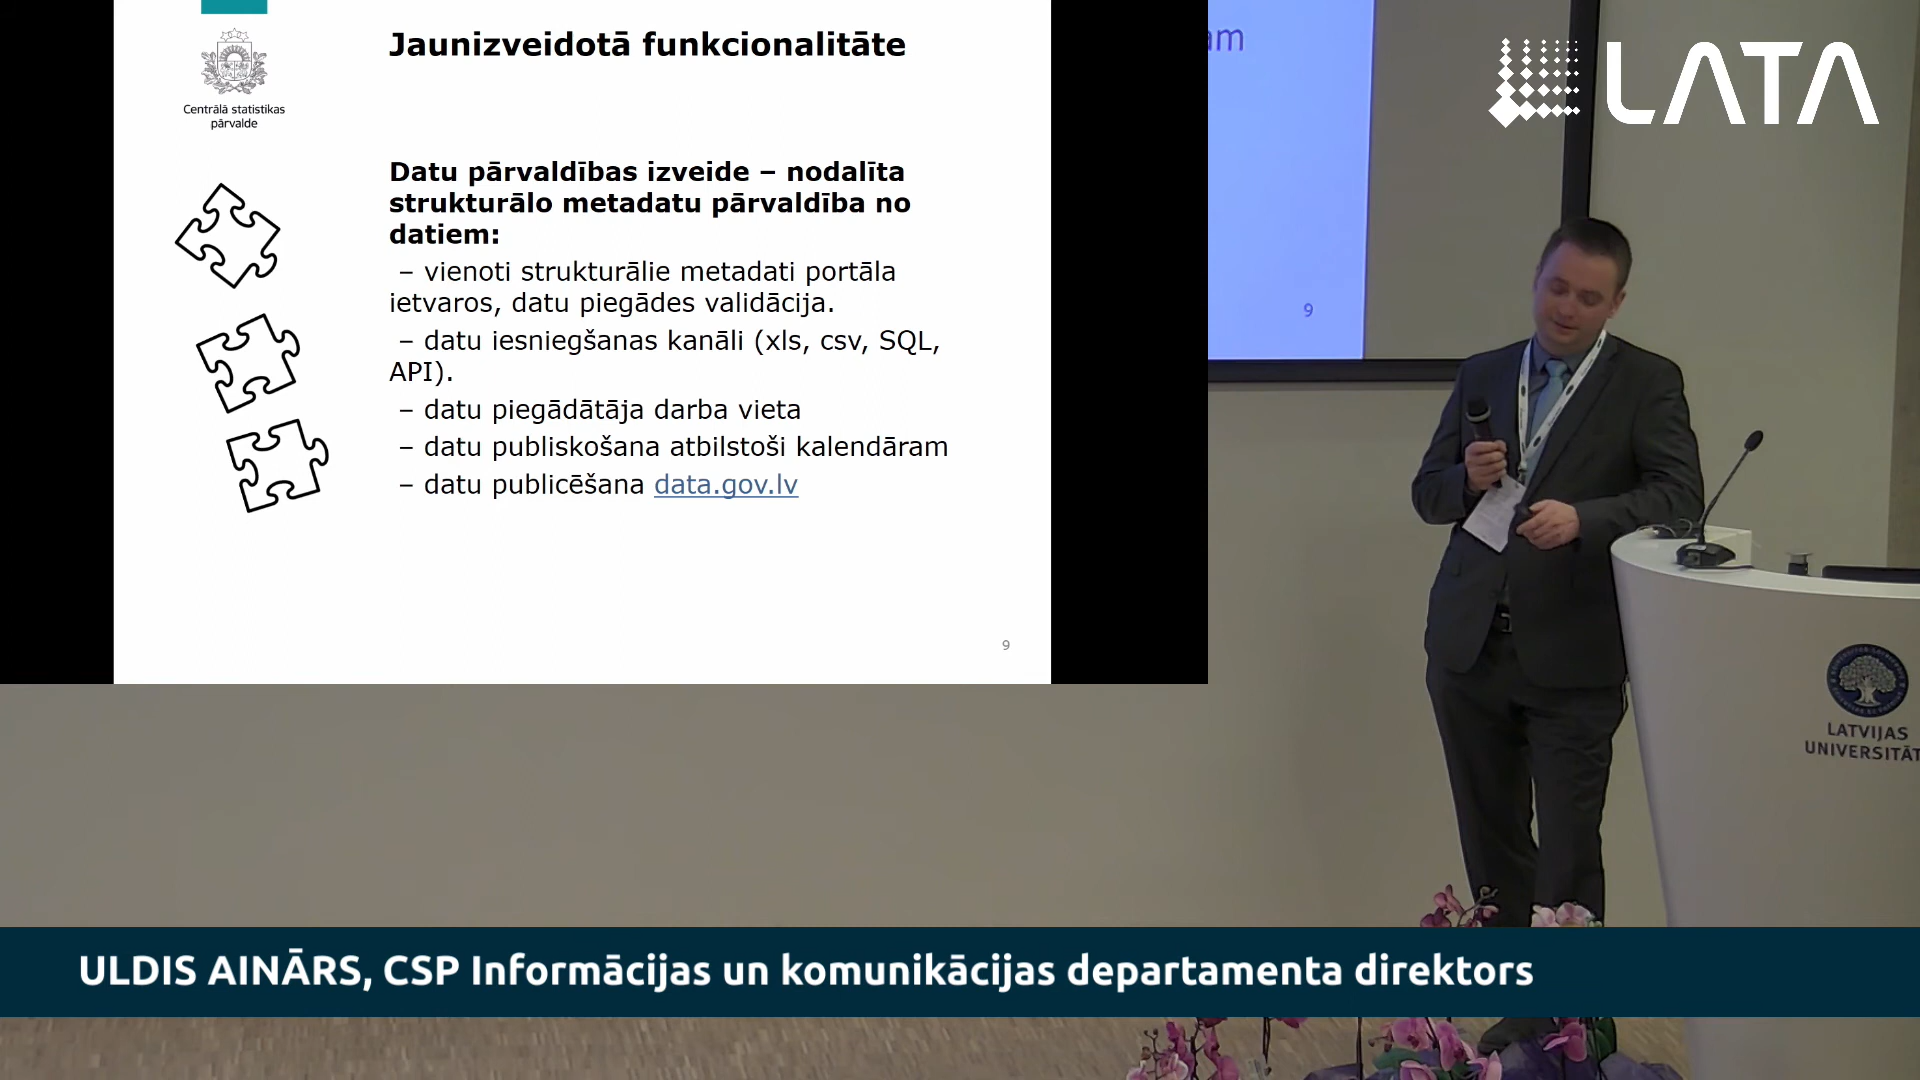 Centrālā statistikas
pārvalde
Jaunizveidotā funkcionalitāte
Datu pārvaldības izveide – nodalīta
strukturālo metadatu pārvaldība no
datiem:
– vienoti strukturālie metadati portāla
ietvaros, datu piegādes validācija.
– datu iesniegšanas kanāli (xls, csv, SQL,
API).
– datu piegādātāja darba vieta
– datu publiskošana atbilstoši kalendāram
– datu publicēšana data.gov.lv
9
am
9
LATA
LATVIJAS
UNIVERSITĀT
ULDIS AINĀRS, CSP Informācijas un komunikācijas departamenta direktors